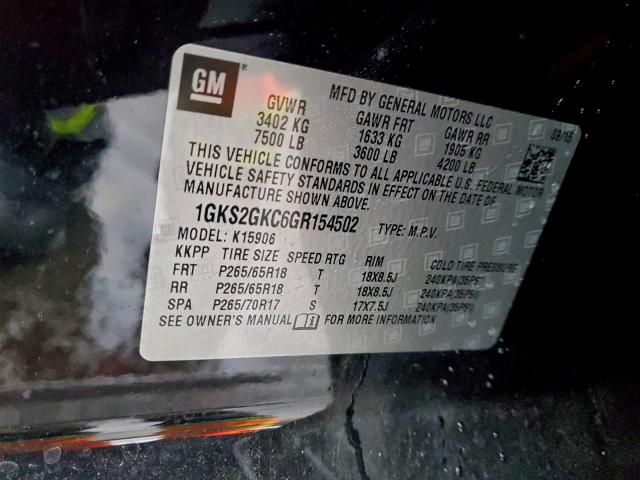 GM®
MFD BY GENERAL MOTORS LLC
GVWR GAWR FRT GAWR RR 09/15
3402 KG 1633 KG 1905 KG
7500 LB 3600 LB 4200 LB
THIS VEHICLE CONFORMS TO ALL APPLICABLE U.S. FEDERAL MOTOR
VEHICLE SAFETY STANDARDS IN EFFECT ON THE DATE OF
MANUFACTURE SHOWN ABOVE.
1GKS2GKC6GR154502 TYPE: M.P.V.
MODEL: K15906
KKPP TIRE SIZE SPEED RTG RIM COLD TIRE PRESSURE
FRT P265/65R18 T 18X8.5J 240KPA(35PSI)
RR P265/65R18 T 18X8.5J 240KPA(35PSI)
SPA P265/70R17 S 17X7.5J 240KPA(35PSI)
SEE OWNER'S MANUAL FOR MORE INFORMATION.